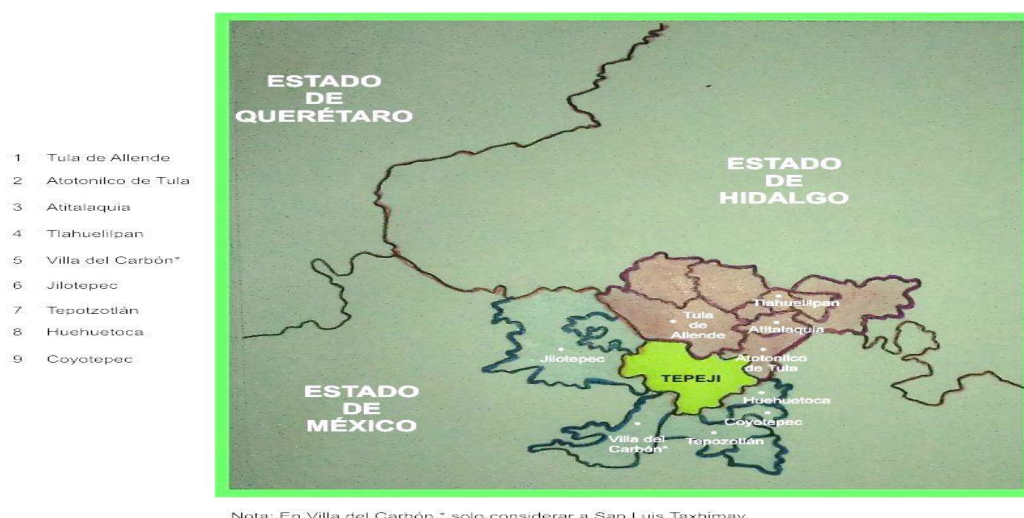 1 Tula de Allende
2 Atotonilco de Tula
3 Atitalaquia
4 Tlahuelilpan
5 Villa del Carbón*
6 Jilotepec
7 Tepotzotlán
8 Huehuetoca
9 Coyotepec
ESTADO
DE
QUERÉTARO
ESTADO
DE
HIDALGO
Tlahuelilpan
Tula
de
Allende
Atitalaquia
Jilotepec
Atotonilco
de Tula
TEPEJI
ESTADO
DE
MÉXICO
Huehuetoca
Coyotepec
Villa del
Carbón*
Tepozotlán
Nota: En Villa del Carbón * solo considerar a San Luis Taxhimay